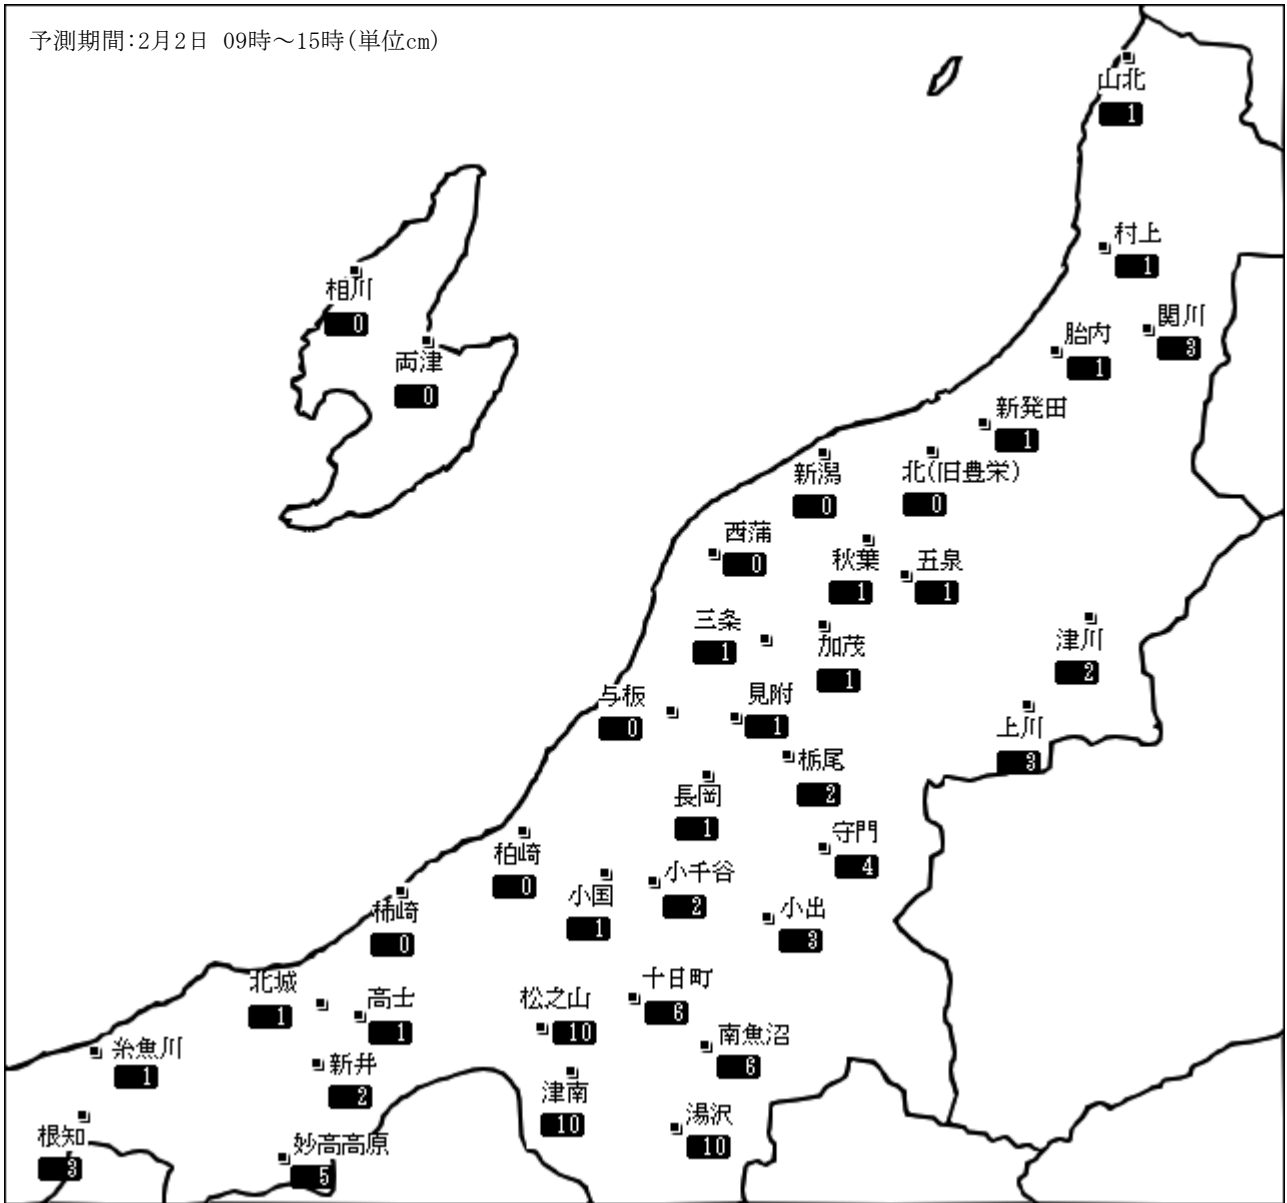 予測期間:2月2日 09時～15時(単位cm)
山北
1
村上
1
相川
0
関川
3
胎内
1
両津
0
新発田
1
新潟
0
北(旧豊栄)
0
西蒲
0
秋葉
1
五泉
1
三条
1
加茂
1
津川
2
与板
0
見附
1
上川
3
栃尾
2
長岡
1
守門
4
柏崎
0
小千谷
2
小国
1
小出
3
柿崎
0
北城
1
高士
1
松之山
10
十日町
6
南魚沼
6
糸魚川
1
新井
2
津南
10
湯沢
10
根知
3
妙高高原
5